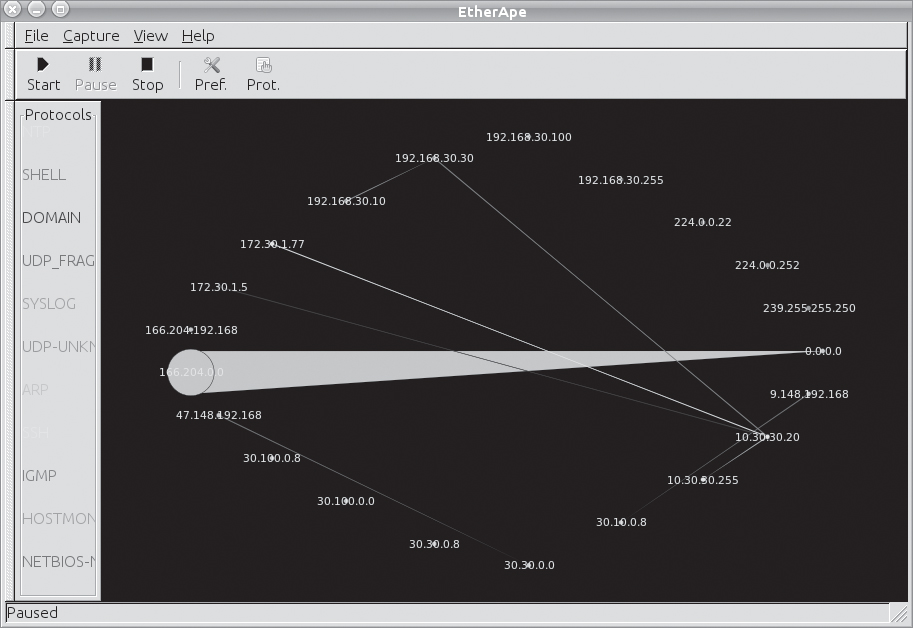 EtherApe
File Capture View Help
Start Pause Stop Pref. Prot.
Protocols
SHELL
DOMAIN
UDP_FRAG
SYSLOG
UDP-UNKN
ARP
SSH
IGMP
HOSTMON
NETBIOS-N
192.168.30.100
192.168.30.30
192.168.30.255
192.168.30.10
224.0.0.22
172.30.1.77
224.0.0.252
172.30.1.5
239.255.255.250
166.204.192.168
0.0.0.0
166.204.0.0
9.148.192.168
47.148.192.168
10.30.30.20
30.100.0.8
10.30.30.255
30.100.0.0
30.10.0.8
30.30.0.8
30.30.0.0
Paused